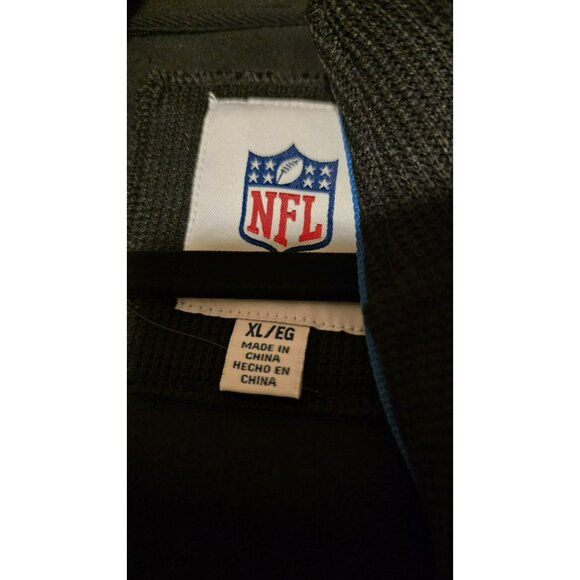 NFL
XL/EG
MADE IN
CHINA
HECHO EN
CHINA